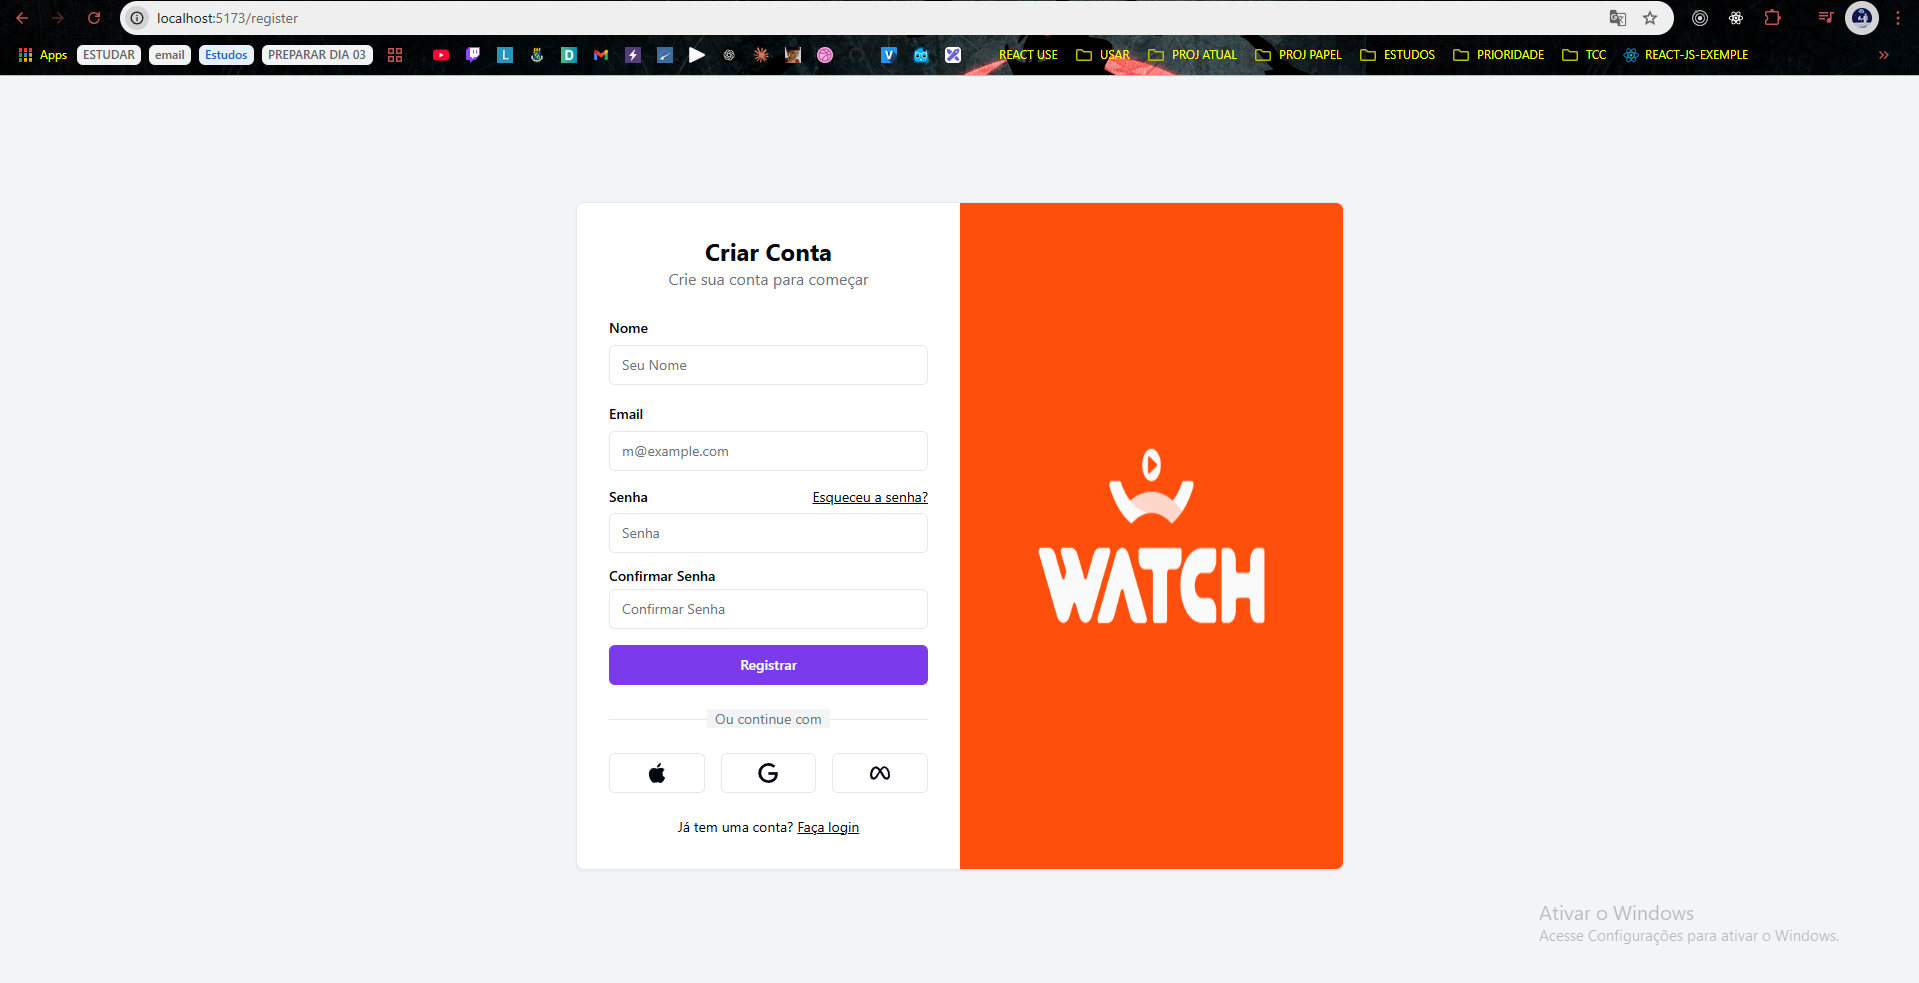 localhost:5173/register
Apps ESTUDAR email Estudos PREPARAR DIA 03 REACT USE USAR PROJ ATUAL PROJ PAPEL ESTUDOS PRIORIDADE TCC REACT-JS-EXEMPLE
Criar Conta
Crie sua conta para começar
Nome
Seu Nome
Email
m@example.com
Senha Esqueceu a senha?
Senha
Confirmar Senha
Confirmar Senha
Registrar
Ou continue com
Já tem uma conta? Faça login
WATCH
Ativar o Windows
Acesse Configurações para ativar o Windows.